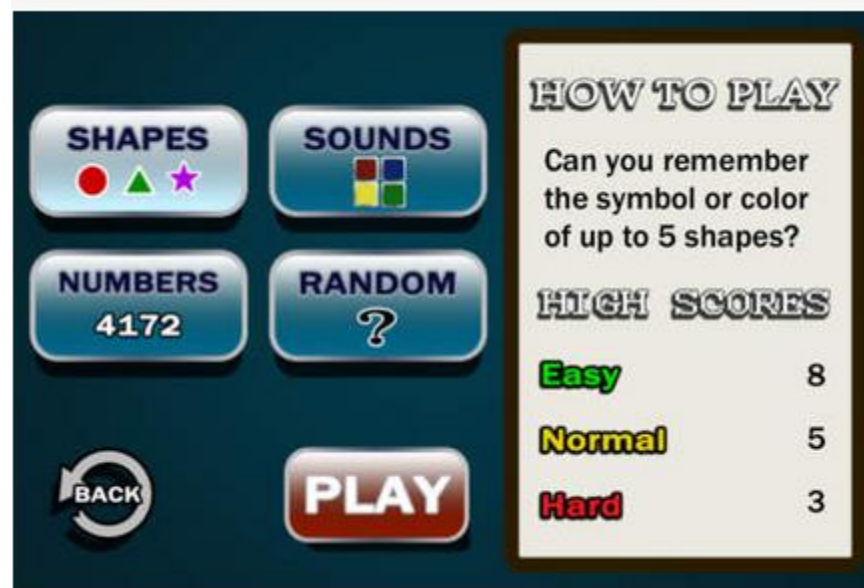 SHAPES
SOUNDS
NUMBERS
4172
RANDOM
?
BACK
PLAY
HOW TO PLAY
Can you remember
the symbol or color
of up to 5 shapes?
HIGH SCORES
Easy 8
Normal 5
Hard 3